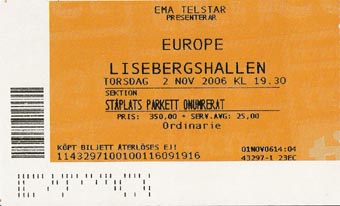 EMA TELSTAR
PRESENTERAR
EUROPE
LISEBERGSHALLEN
TORSDAG 2 NOV 2006 KL 19.30
SEKTION
STÅPLATS PARKETT ONUMRERAT
PRIS: 350,00 + SERV.AVG: 25,00
Ordinarie
KÖPT BILJETT ÅTERLÖSES EJ! 01NOV0614:04
1143297100100116091916 43297-1 23EC